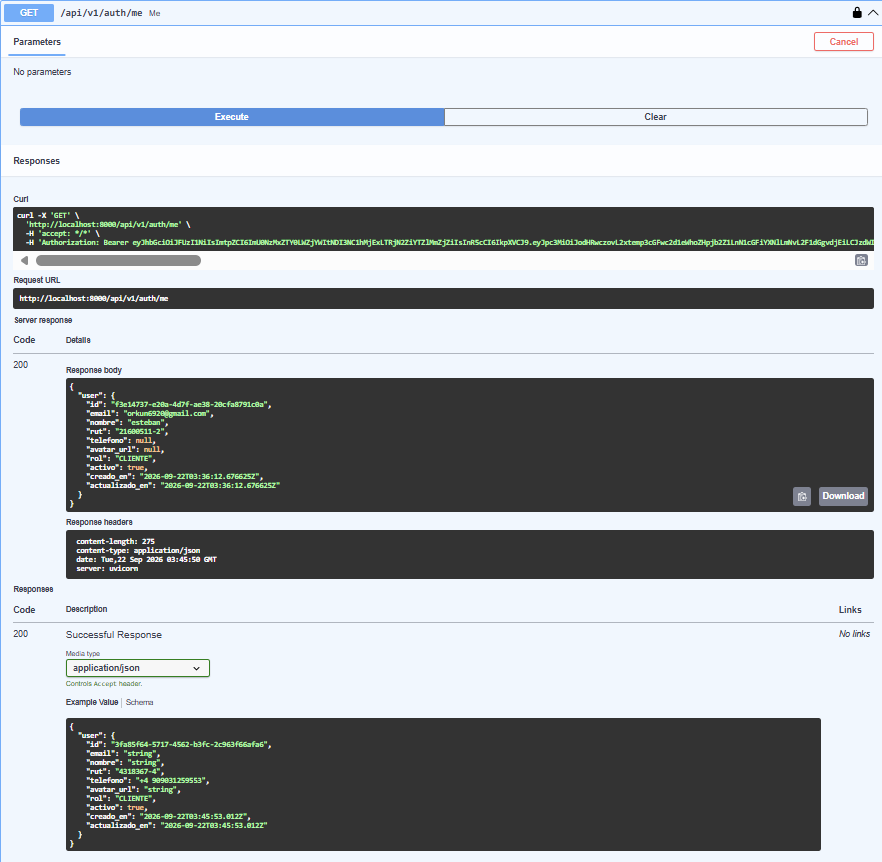 GET /api/v1/auth/me Me
Parameters Cancel
No parameters
Execute Clear
Responses
Curl
curl -X 'GET' \
'http://localhost:8000/api/v1/auth/me' \
-H 'accept: */*' \
-H 'Authorization: Bearer
Request URL
http://localhost:8000/api/v1/auth/me
Server response
Code Details
200
Response body
{
"user": {
"id": "f3e14737-e20a-4d7f-ae38-20cfa8791c0a",
"email": "orkun6920@gmail.com",
"nombre": "esteban",
"rut": "21600511-2",
"telefono": null,
"avatar_url": null,
"rol": "CLIENTE",
"activo": true,
"creado_en": "2026-09-22T03:36:12.676625Z",
"actualizado_en": "2026-09-22T03:36:12.676625Z"
}
}
Download
Response headers
content-length: 275
content-type: application/json
date: Tue,22 Sep 2026 03:45:50 GMT
server: uvicorn
Responses
Code Description Links
200 Successful Response No links
Media type
application/json
Controls Accept header.
Example Value | Schema
{
"user": {
"id": "3fa85f64-5717-4562-b3fc-2c963f66afa6",
"email": "string",
"nombre": "string",
"rut": "4318367-4",
"telefono": "+4 909031259553",
"avatar_url": "string",
"rol": "CLIENTE",
"activo": true,
"creado_en": "2026-09-22T03:45:53.012Z",
"actualizado_en": "2026-09-22T03:45:53.012Z"
}
}